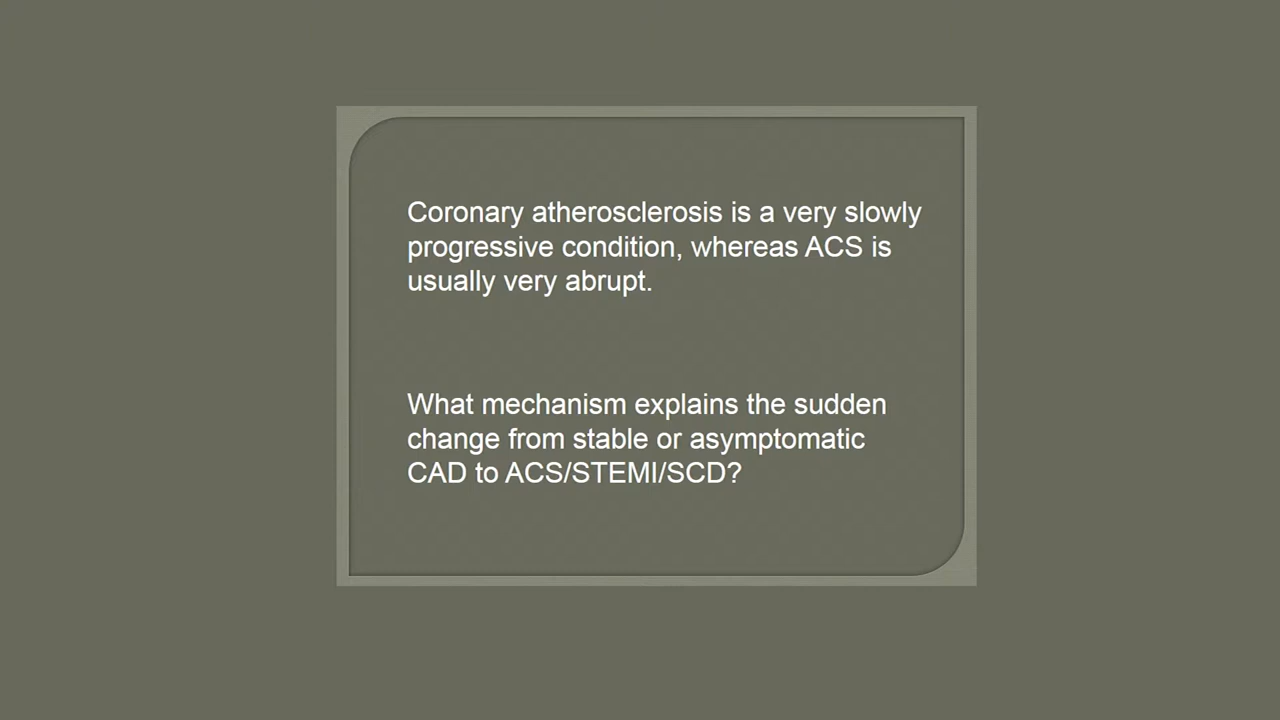 Coronary atherosclerosis is a very slowly
progressive condition, whereas ACS is
usually very abrupt.
What mechanism explains the sudden
change from stable or asymptomatic
CAD to ACS/STEMI/SCD?